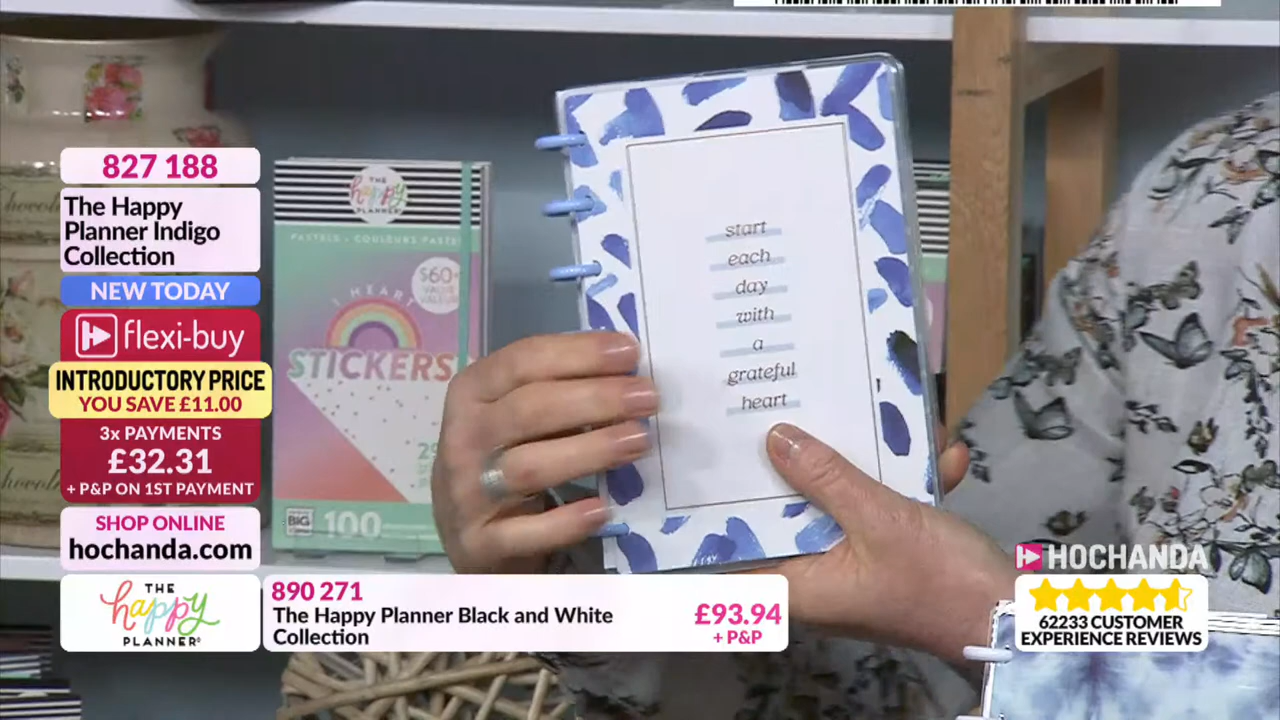 827 188
The Happy
Planner Indigo
Collection
NEW TODAY
flexi-buy
INTRODUCTORY PRICE
YOU SAVE £11.00
3x PAYMENTS
£32.31
+ P&P ON 1ST PAYMENT
SHOP ONLINE
hochanda.com
THE
happy
PLANNER
890 271
The Happy Planner Black and White
Collection
£93.94
+ P&P
HOCHANDA
62233 CUSTOMER
EXPERIENCE REVIEWS
start
each
day
with
a
grateful
heart
THE
happy
PLANNER
$60+
VALUE
I HEART
STICKERS
BIG
100